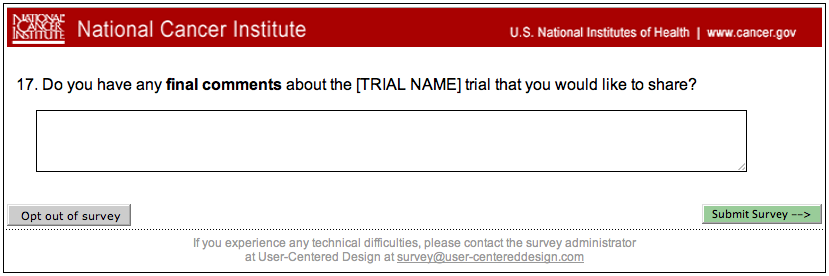 NATIONAL CANCER INSTITUTE
National Cancer Institute
U.S. National Institutes of Health | www.cancer.gov
17. Do you have any final comments about the [TRIAL NAME] trial that you would like to share?
Opt out of survey
Submit Survey -->
If you experience any technical difficulties, please contact the survey administrator
at User-Centered Design at survey@user-centereddesign.com